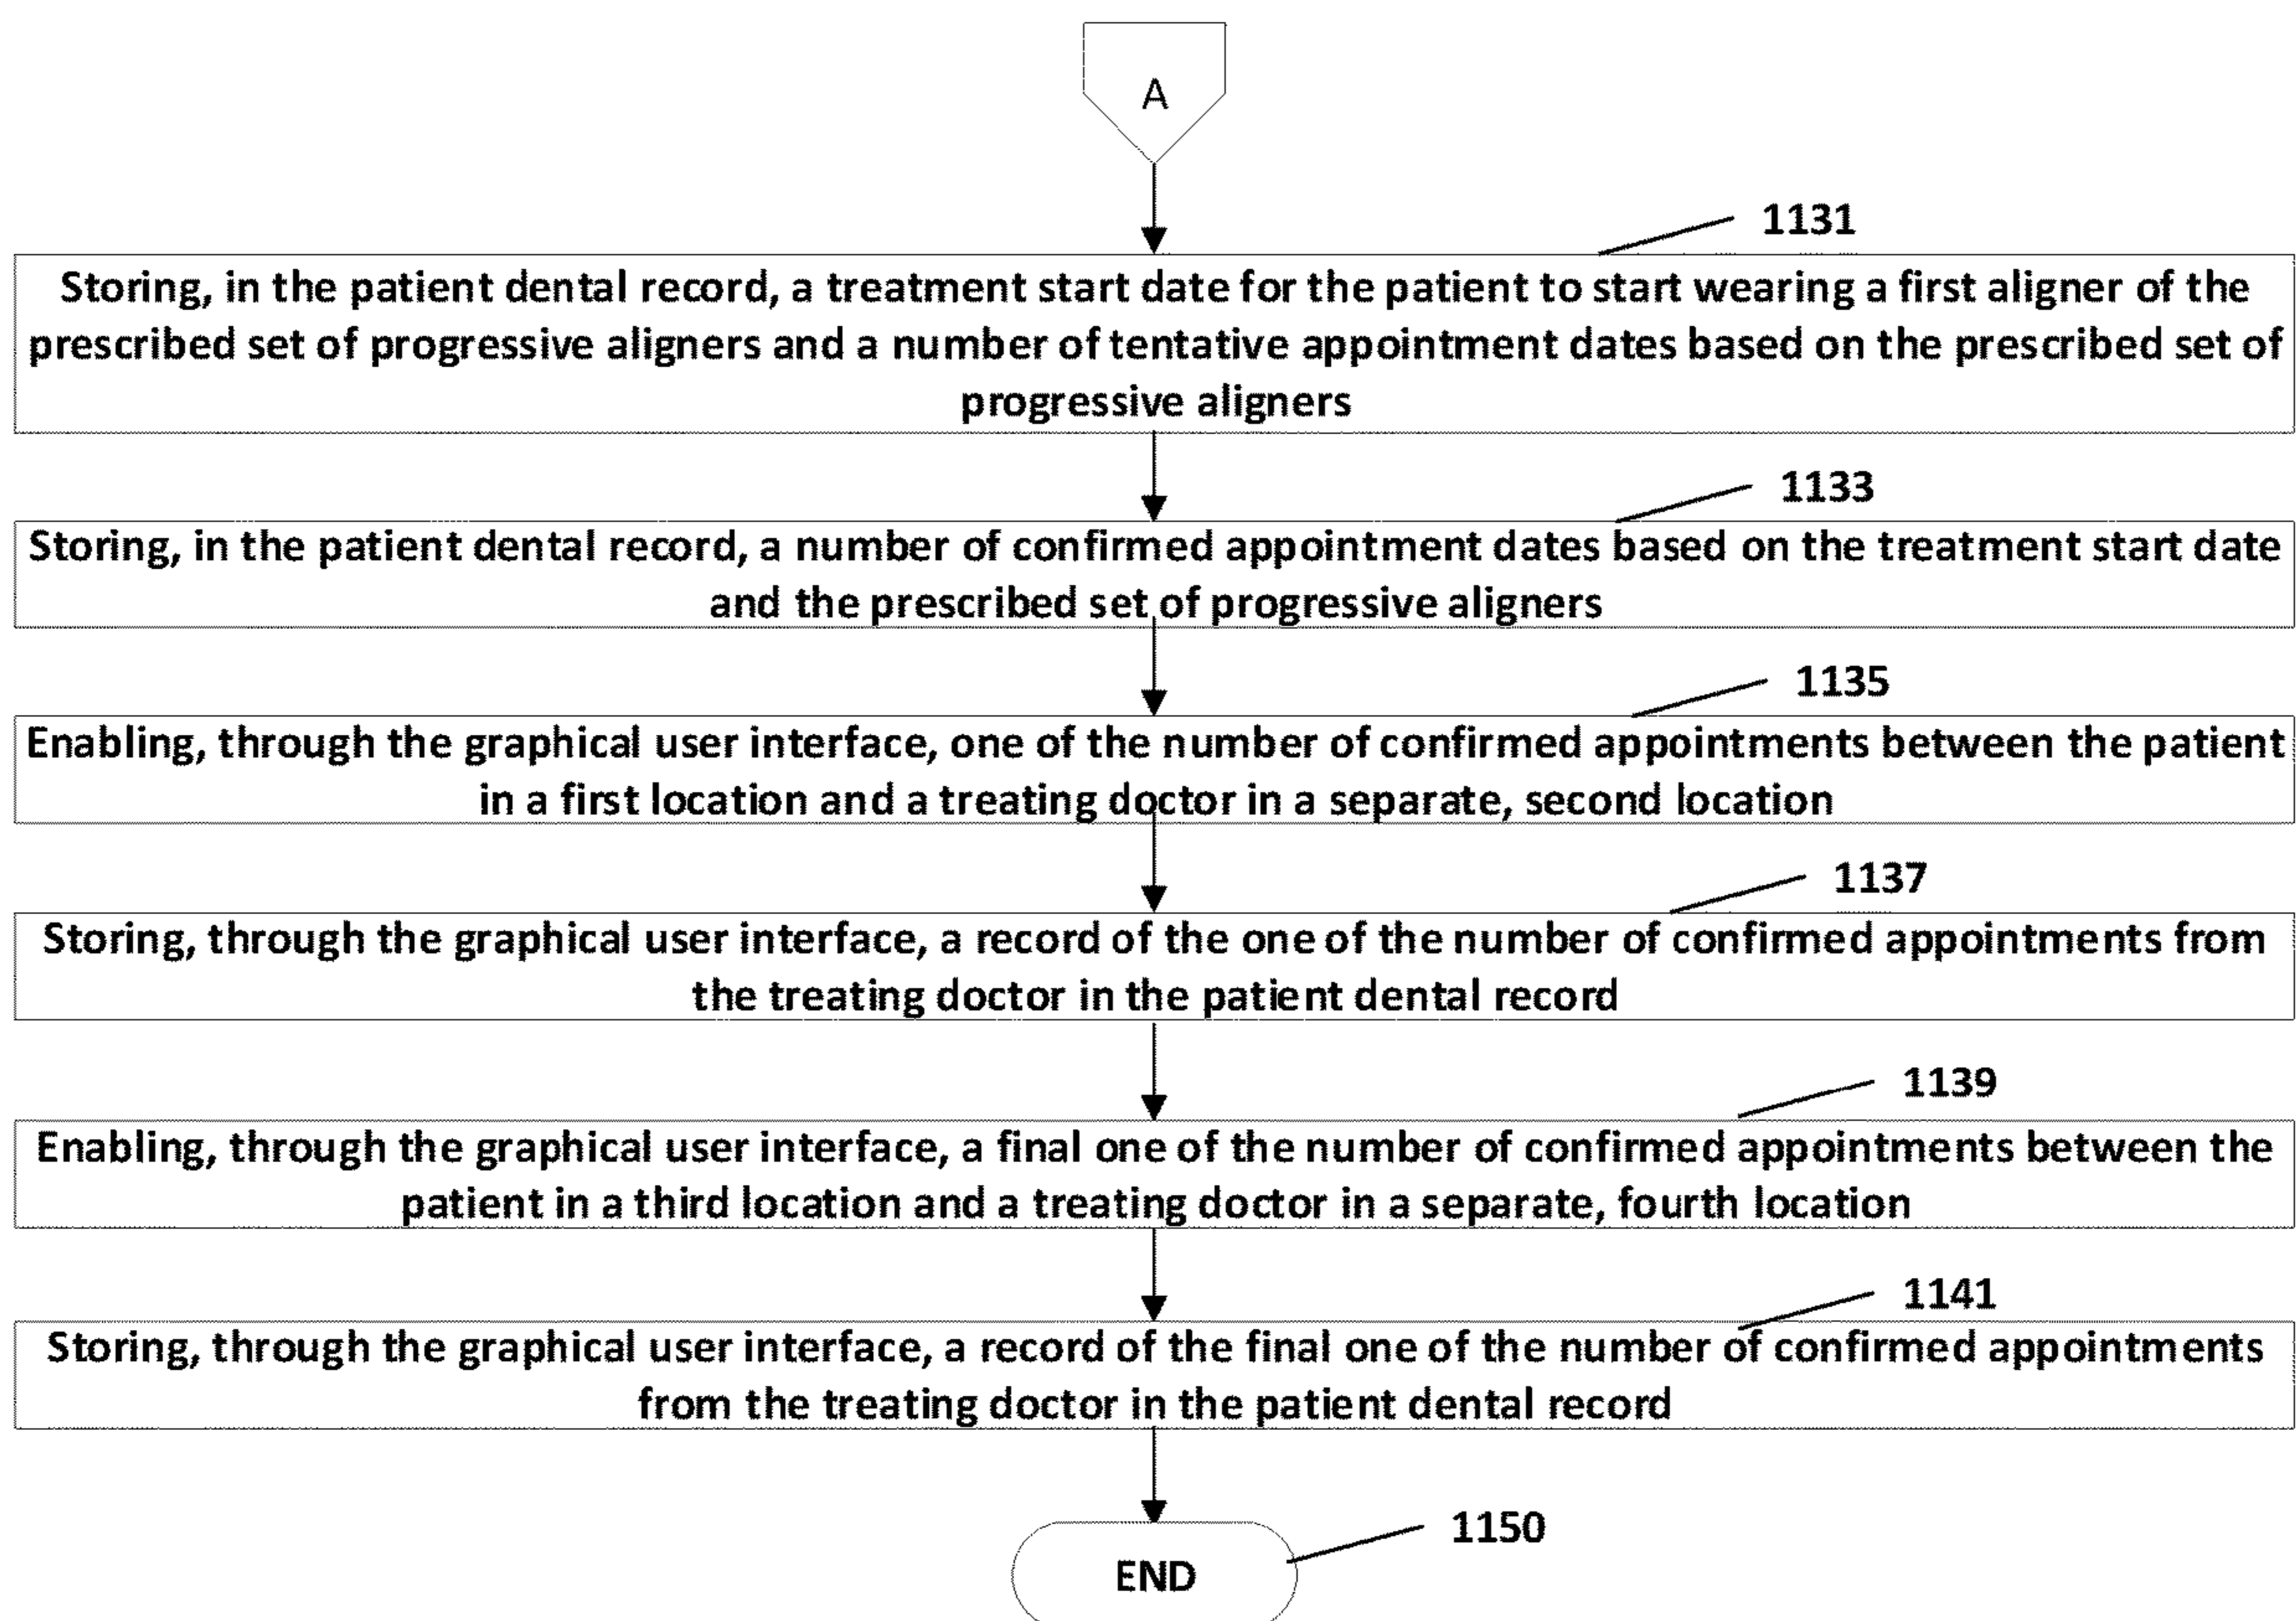 A
1131
Storing, in the patient dental record, a treatment start date for the patient to start wearing a first aligner of the
prescribed set of progressive aligners and a number of tentative appointment dates based on the prescribed set of
progressive aligners
1133
Storing, in the patient dental record, a number of confirmed appointment dates based on the treatment start date
and the prescribed set of progressive aligners
1135
Enabling, through the graphical user interface, one of the number of confirmed appointments between the patient
in a first location and a treating doctor in a separate, second location
1137
Storing, through the graphical user interface, a record of the one of the number of confirmed appointments from
the treating doctor in the patient dental record
1139
Enabling, through the graphical user interface, a final one of the number of confirmed appointments between the
patient in a third location and a treating doctor in a separate, fourth location
1141
Storing, through the graphical user interface, a record of the final one of the number of confirmed appointments
from the treating doctor in the patient dental record
1150
END